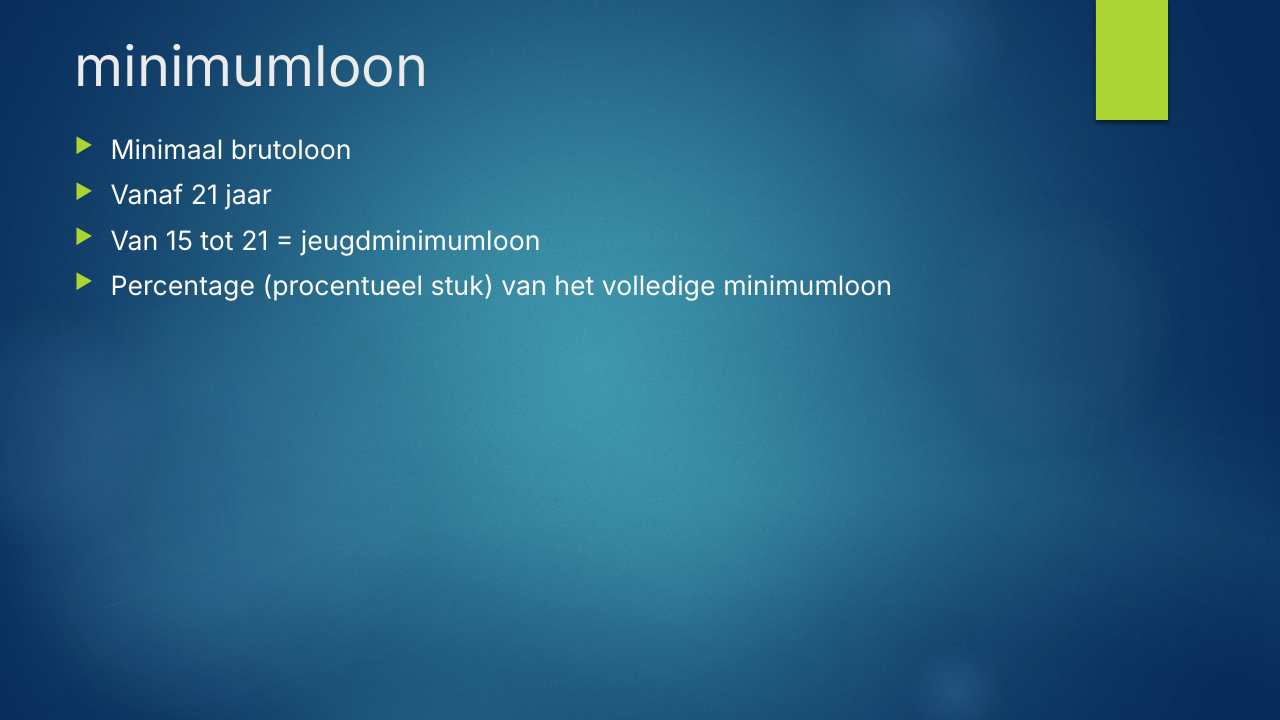 minimumloon
Minimaal brutoloon
Vanaf 21 jaar
Van 15 tot 21 = jeugdminimumloon
Percentage (procentueel stuk) van het volledige minimumloon